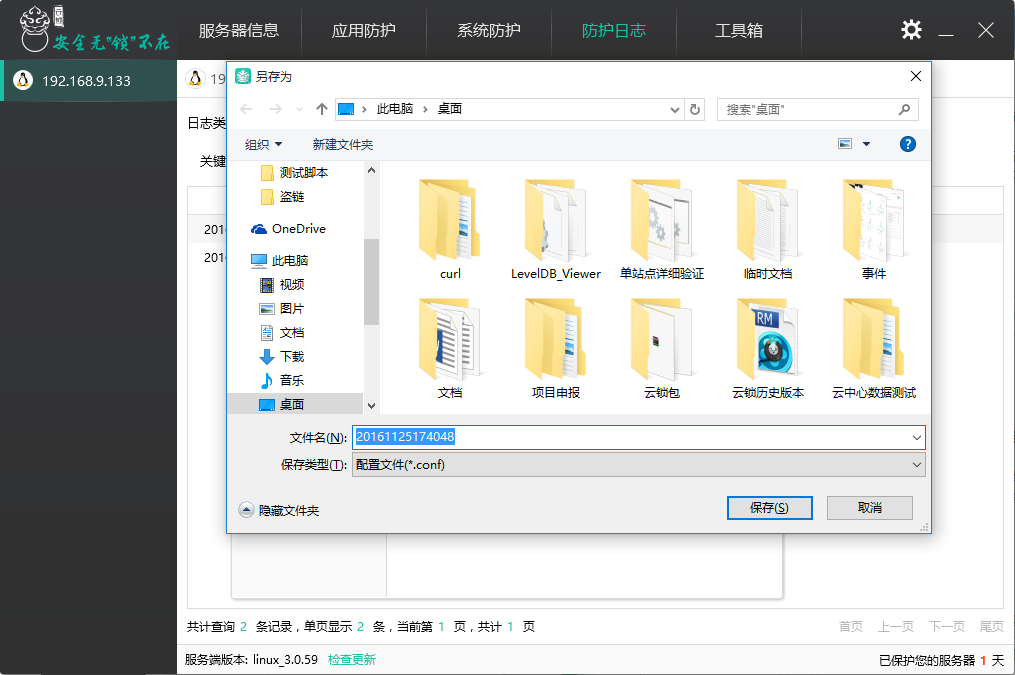 云锁
安全无"锁"不在
服务器信息
应用防护
系统防护
防护日志
工具箱
192.168.9.133
19
另存为
此电脑 › 桌面
搜索"桌面"
日志类
组织
新建文件夹
关键
测试脚本
盗链
OneDrive
此电脑
视频
图片
文档
下载
音乐
桌面
201
201
curl
LevelDB_Viewer
单站点详细验证
临时文档
事件
RM
文档
项目申报
云锁包
云锁历史版本
云中心数据测试
文件名(N):
20161125174048
保存类型(T):
配置文件(*.conf)
隐藏文件夹
保存(S)
取消
共计查询 2 条记录，单页显示 2 条，当前第 1 页，共计 1 页
首页 上一页 下一页 尾页
服务端版本: linux_3.0.59 检查更新
已保护您的服务器 1 天